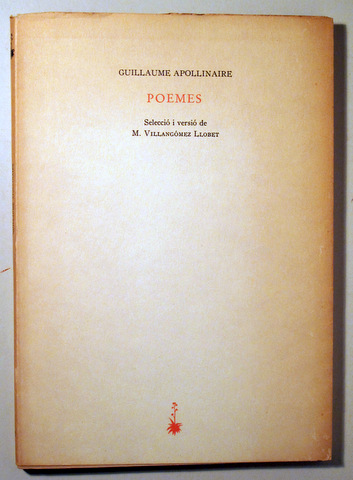 GUILLAUME APOLLINAIRE
POEMES
Selecció i versió de
M. VILLANGÓMEZ LLOBET